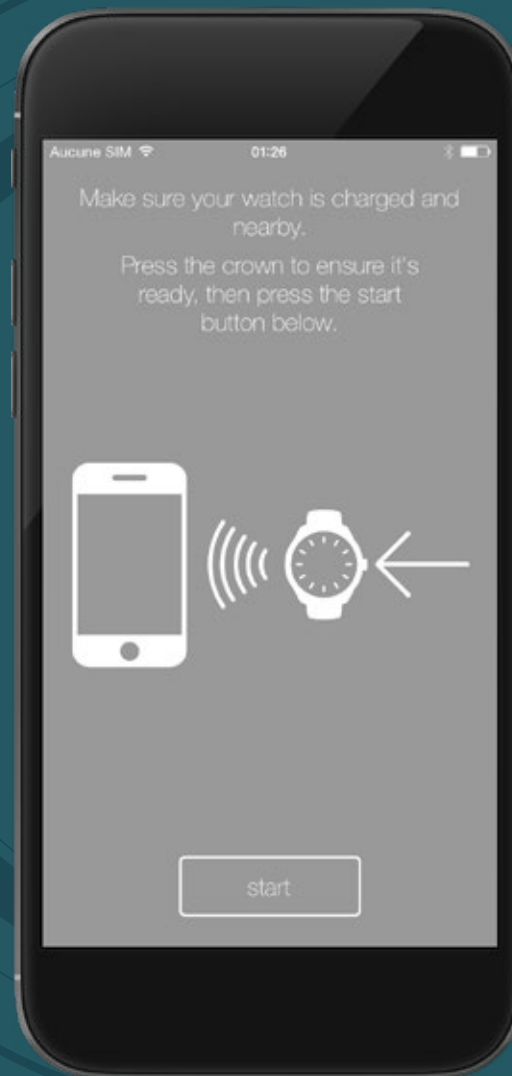 Aucune SIM 01:26
Make sure your watch is charged and
nearby.
Press the crown to ensure it's
ready, then press the start
button below.
start